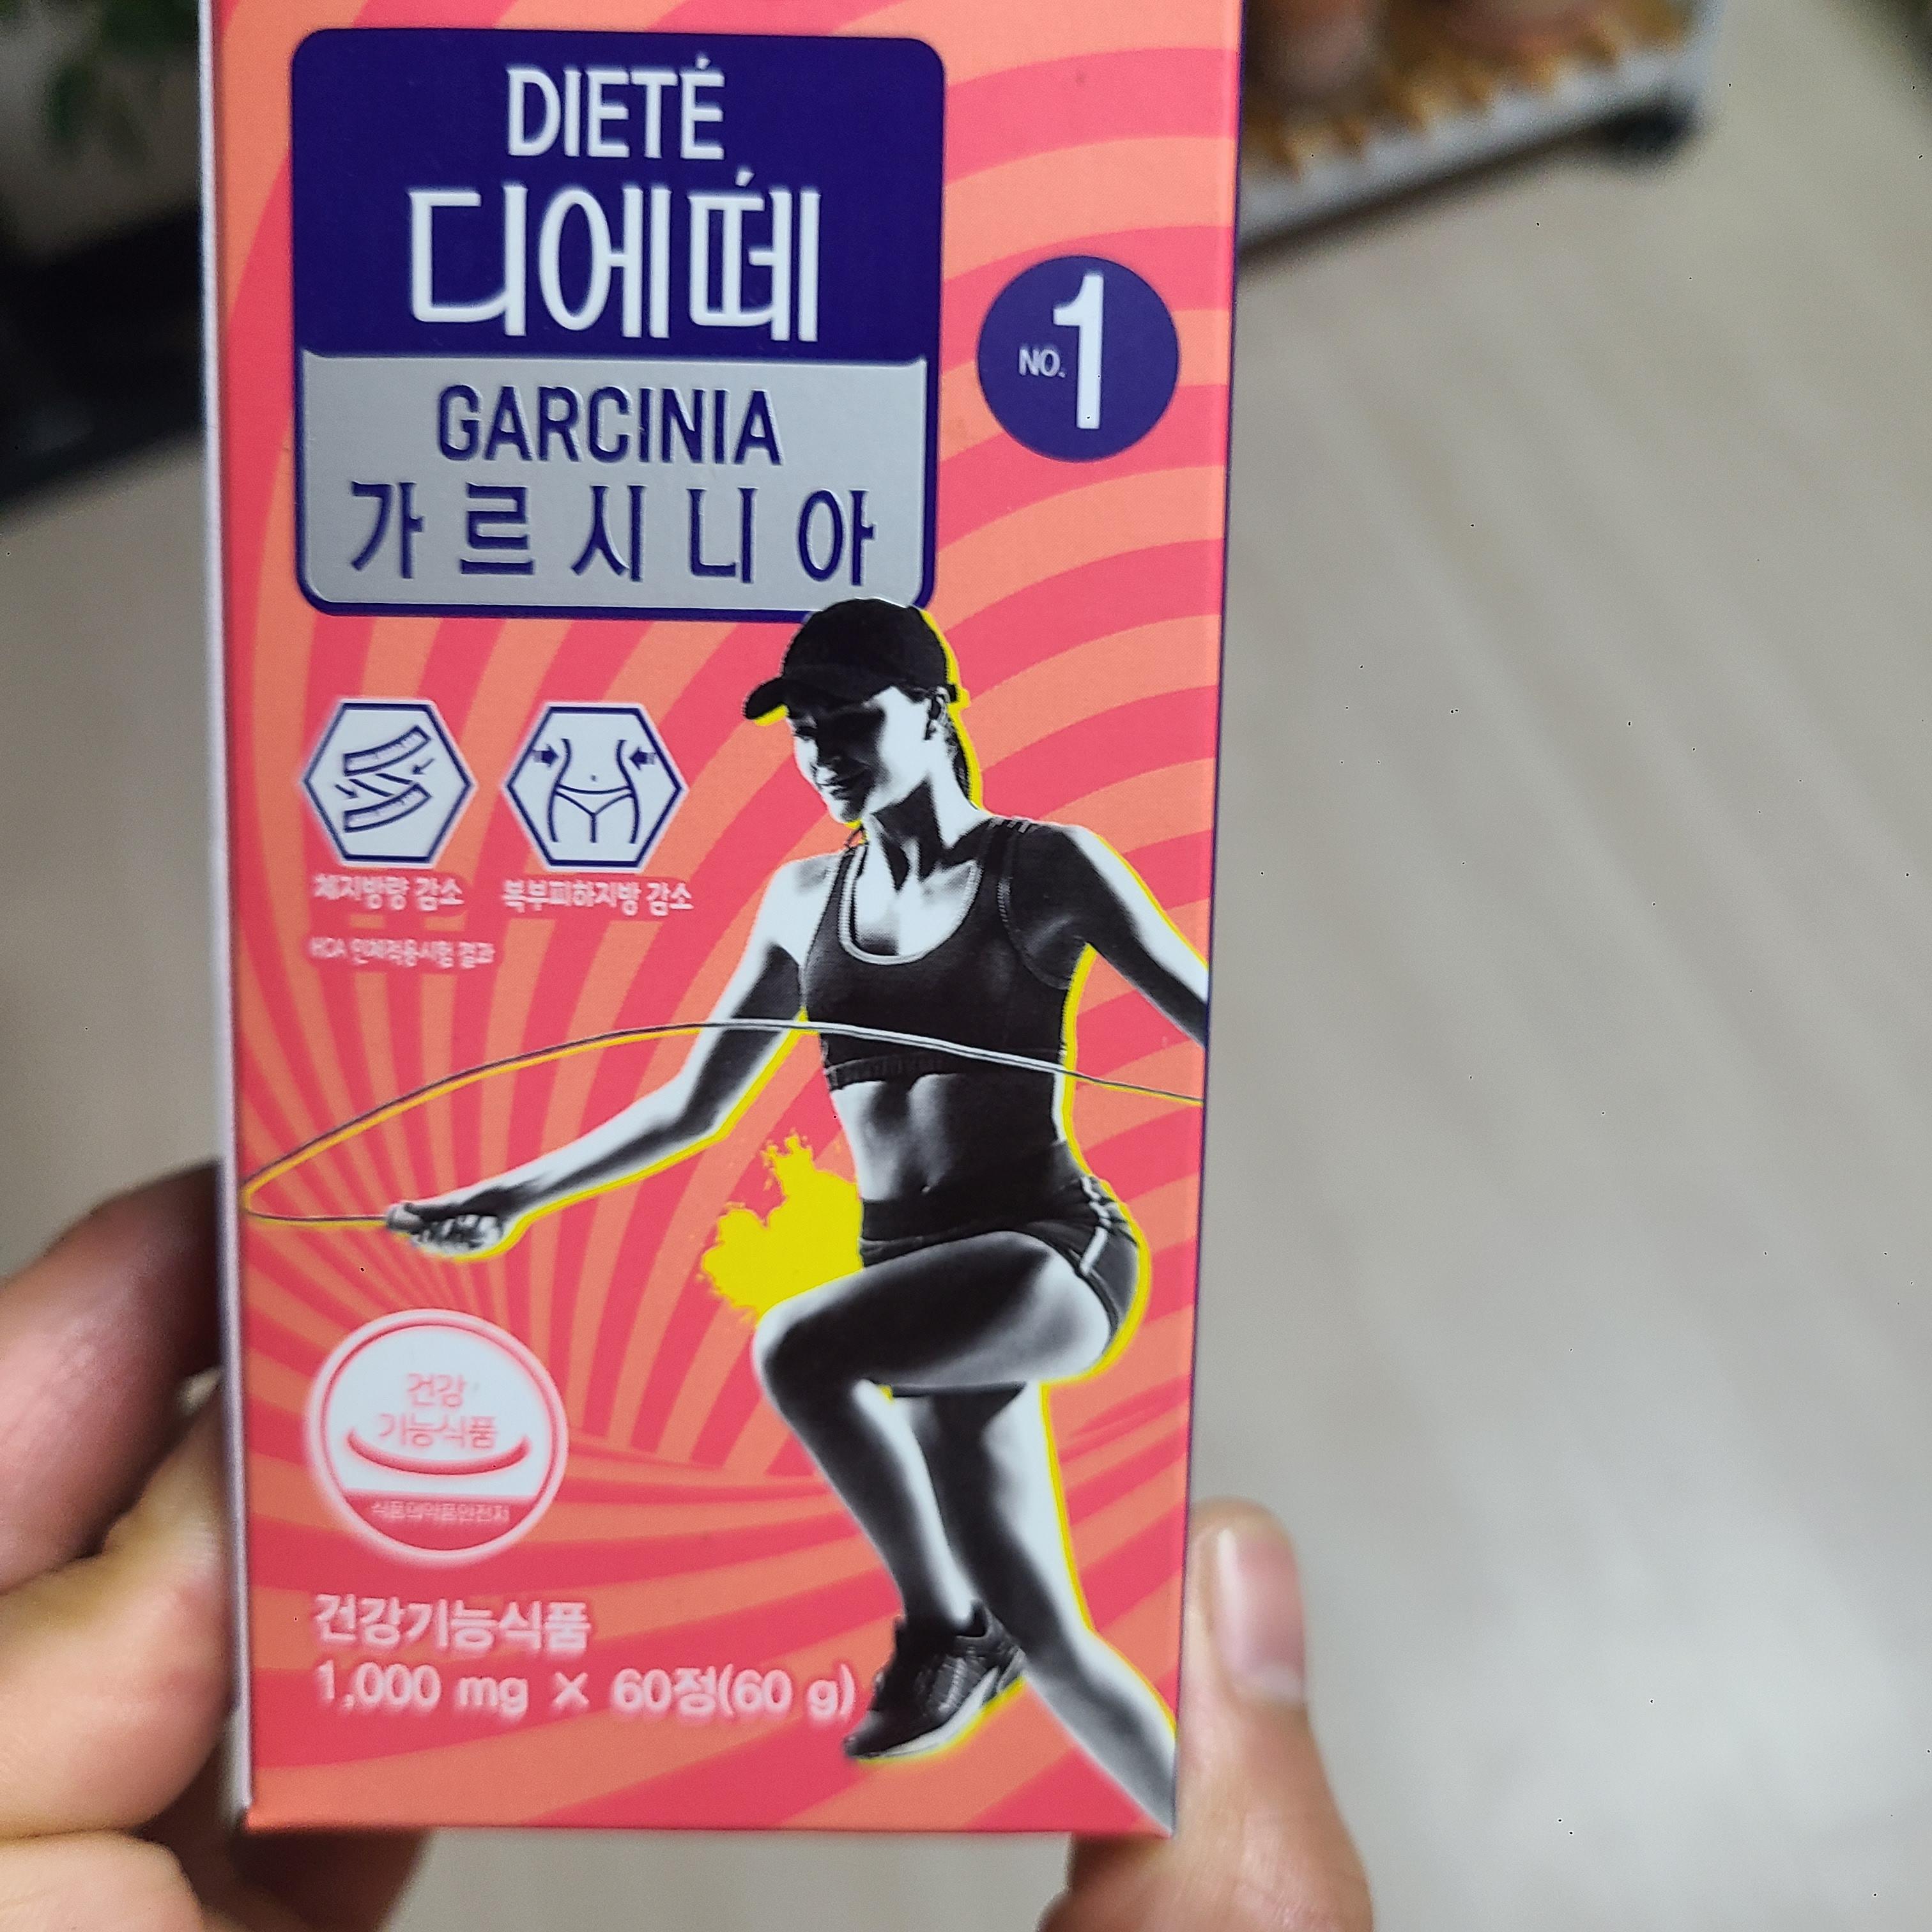 DIETÉ
디에떼
NO.1
GARCINIA
가르시니아
체지방량 감소
복부피하지방 감소
HCA 인체적용시험 결과
건강
기능식품
식품의약품안전처
건강기능식품
1,000 mg × 60정(60 g)